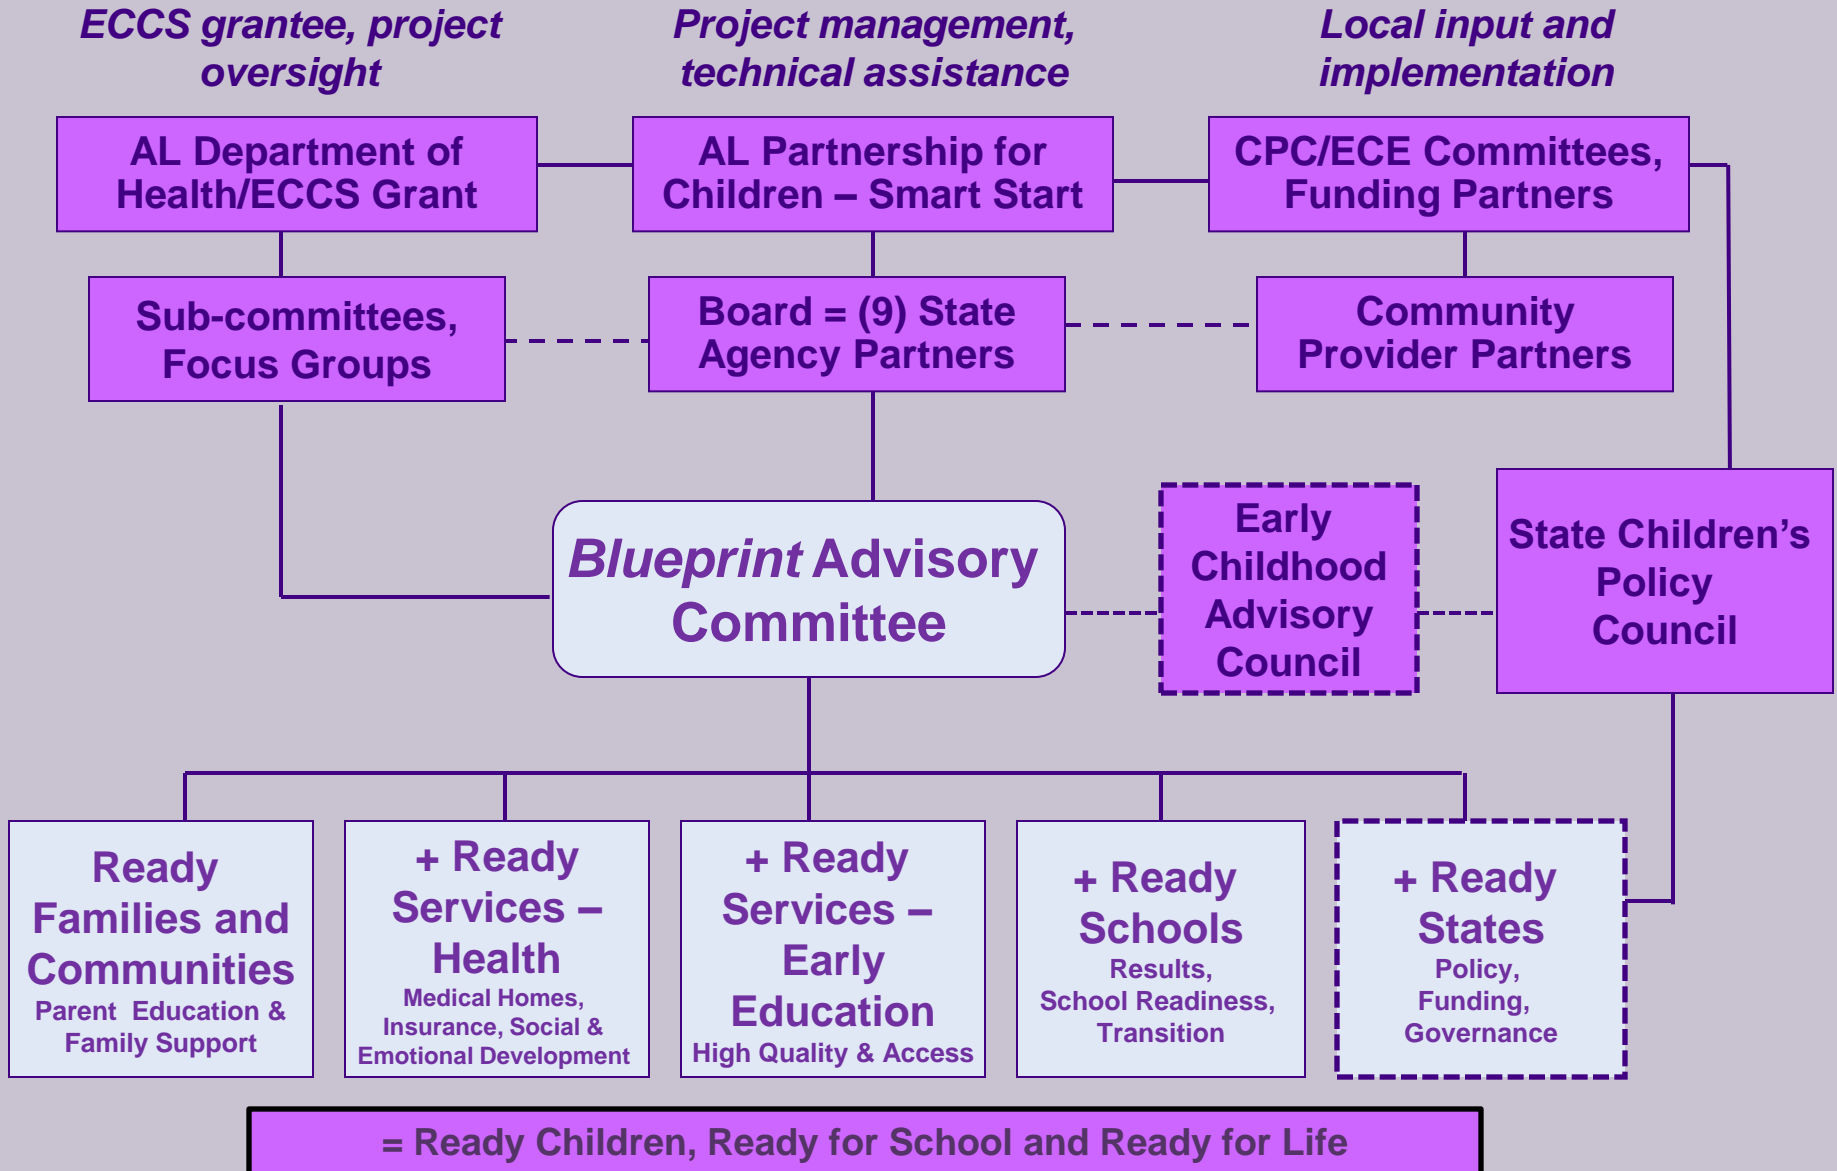 ECCS grantee, project
oversight
Project management,
technical assistance
Local input and
implementation
AL Department of
Health/ECCS Grant
AL Partnership for
Children – Smart Start
CPC/ECE Committees,
Funding Partners
Sub-committees,
Focus Groups
Board = (9) State
Agency Partners
Community
Provider Partners
Blueprint Advisory
Committee
Early
Childhood
Advisory
Council
State Children’s
Policy
Council
Ready
Families and
Communities
Parent Education &
Family Support
+ Ready
Services –
Health
Medical Homes,
Insurance, Social &
Emotional Development
+ Ready
Services –
Early
Education
High Quality & Access
+ Ready
Schools
Results,
School Readiness,
Transition
+ Ready
States
Policy,
Funding,
Governance
= Ready Children, Ready for School and Ready for Life